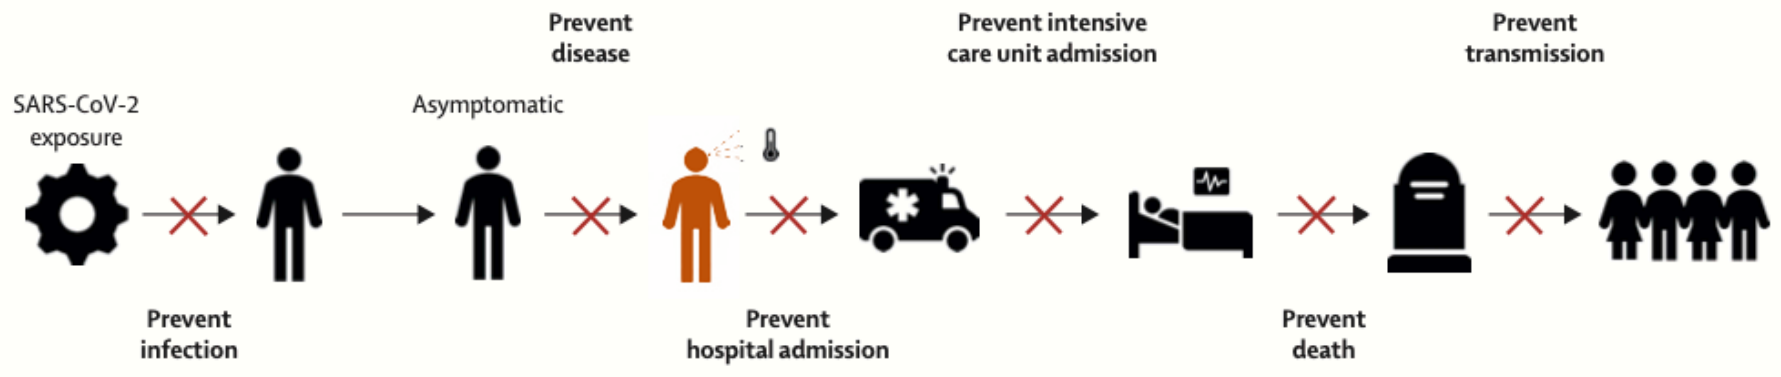 Prevent
disease
Prevent intensive
care unit admission
Prevent
transmission
SARS-CoV-2
exposure
Asymptomatic
Prevent
infection
Prevent
hospital admission
Prevent
death